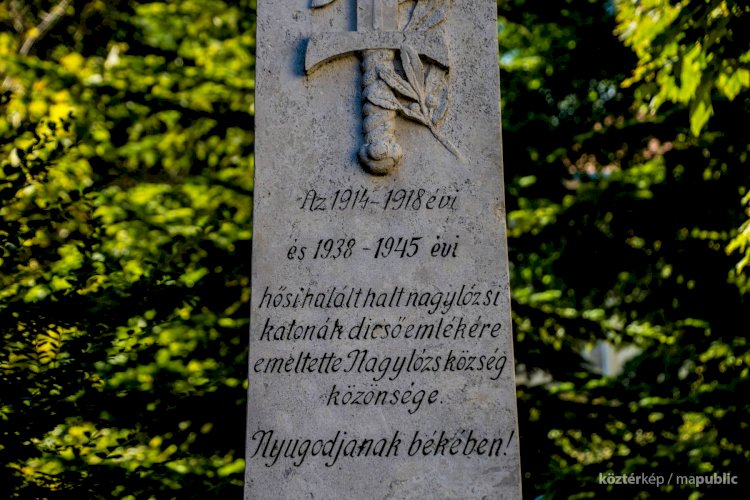 Az 1914-1918 évi
és 1938-1945 évi
hősi halált halt nagylózsi
katonák dicső emlékére
emeltette Nagylózs község
közönsége.
Nyugodjanak békében!
köztérkép / mapublic